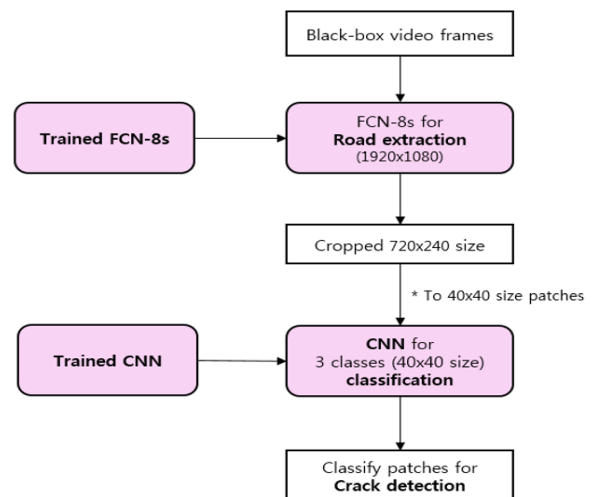 Black-box video frames
Trained FCN-8s
FCN-8s for
Road extraction
(1920x1080)
Cropped 720x240 size
* To 40x40 size patches
Trained CNN
CNN for
3 classes (40x40 size)
classification
Classify patches for
Crack detection